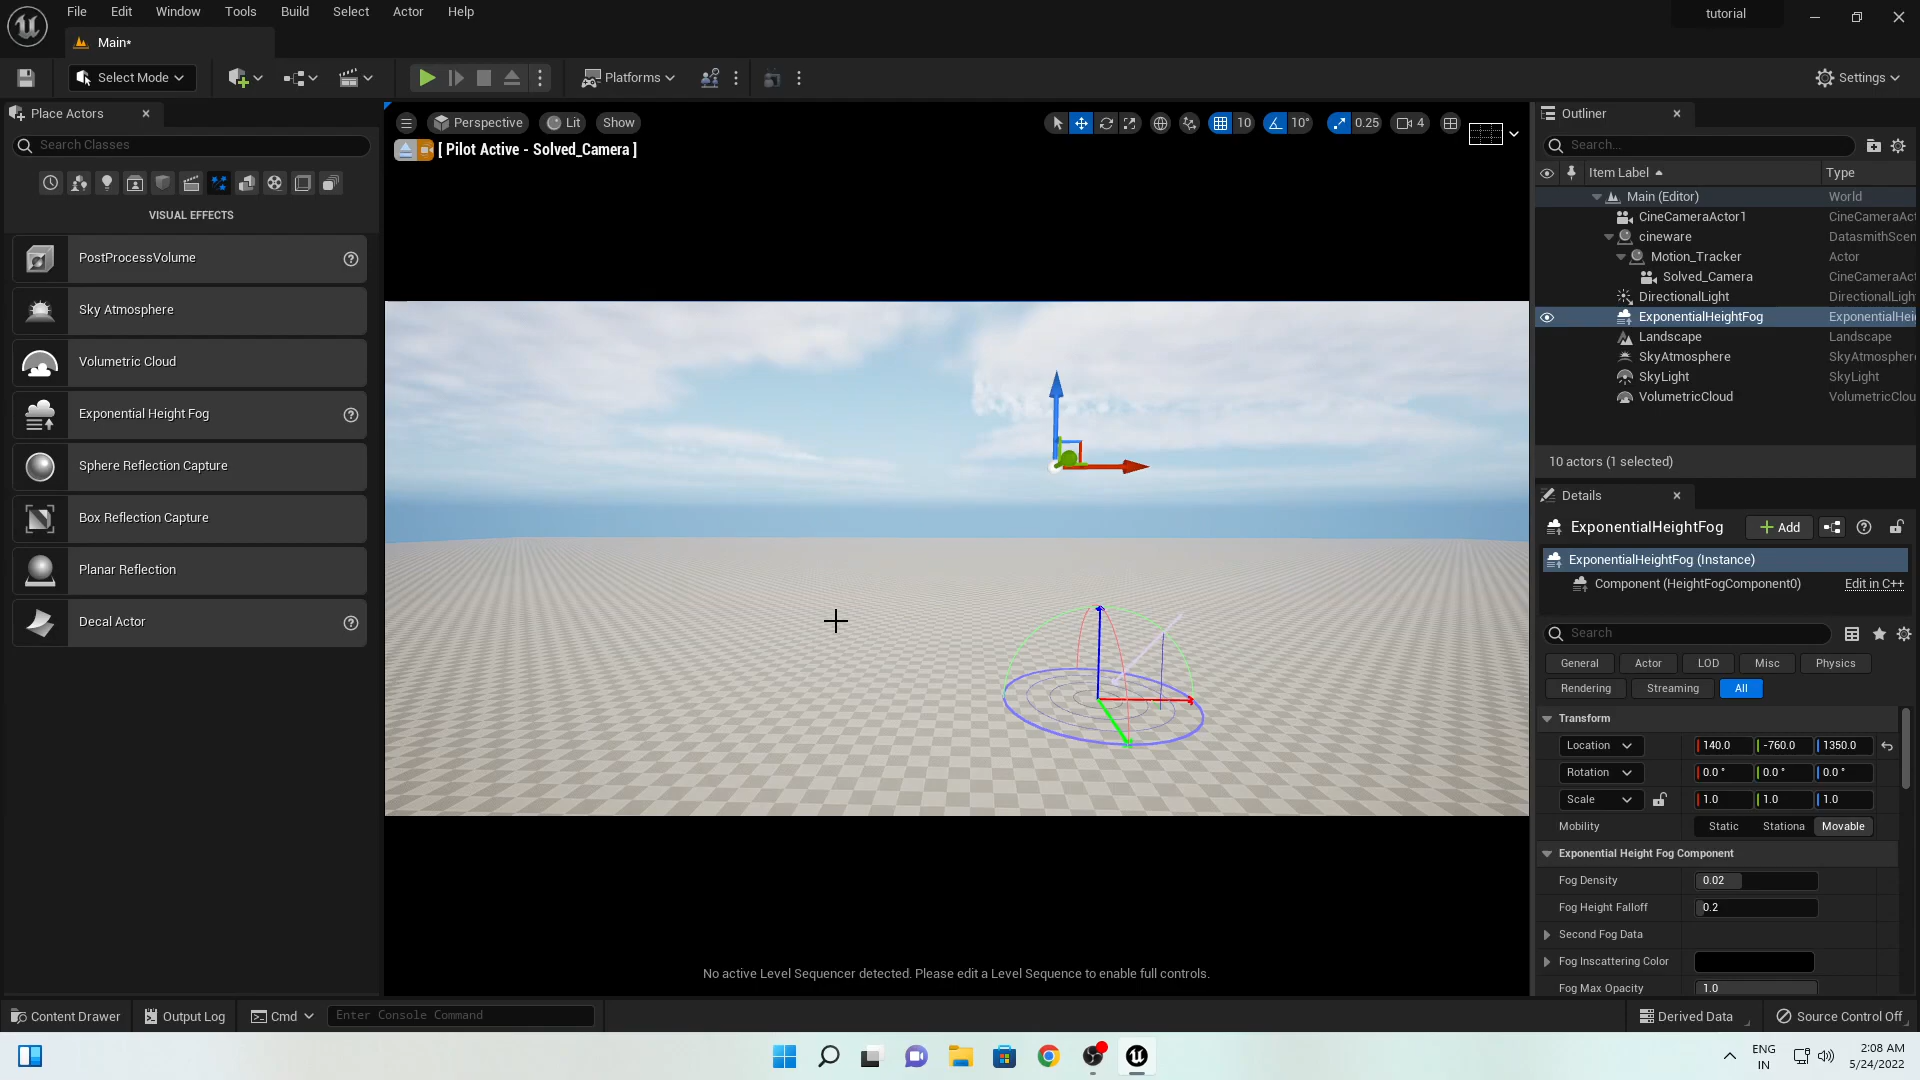 File Edit Window Tools Build Select Actor Help
tutorial
Main*
Select Mode
Platforms
Settings
Place Actors
Search Classes
VISUAL EFFECTS
PostProcessVolume
Sky Atmosphere
Volumetric Cloud
Exponential Height Fog
Sphere Reflection Capture
Box Reflection Capture
Planar Reflection
Decal Actor
Perspective Lit Show
10 10° 0.25 4
[ Pilot Active - Solved_Camera ]
No active Level Sequencer detected. Please edit a Level Sequence to enable full controls.
Outliner
Search...
Item Label Type
Main (Editor) World
CineCameraActor1 CineCameraAct
cineware DatasmithScen
Motion_Tracker Actor
Solved_Camera CineCameraAct
DirectionalLight DirectionalLigh
ExponentialHeightFog ExponentialHei
Landscape Landscape
SkyAtmosphere SkyAtmosphere
SkyLight SkyLight
VolumetricCloud VolumetricClou
10 actors (1 selected)
Details
ExponentialHeightFog Add
ExponentialHeightFog (Instance)
Component (HeightFogComponent0) Edit in C++
Search
General Actor LOD Misc Physics
Rendering Streaming All
Transform
Location 140.0 -760.0 1350.0
Rotation 0.0 ° 0.0 ° 0.0 °
Scale 1.0 1.0 1.0
Mobility Static Stationa Movable
Exponential Height Fog Component
Fog Density 0.02
Fog Height Falloff 0.2
Second Fog Data
Fog Inscattering Color
Fog Max Opacity 1.0
Content Drawer Output Log Cmd Enter Console Command Derived Data Source Control Off
ENG
IN
2:08 AM
5/24/2022